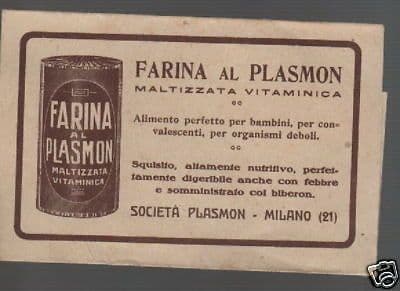 FARINA
AL
PLASMON
MALTIZZATA
VITAMINICA
FARINA AL PLASMON
MALTIZZATA VITAMINICA
Alimento perfetto per bambini, per con-
valescenti, per organismi deboli.
Squisito, altamente nutritivo, perfet-
tamente digeribile anche con febbre
e somministrato col biberon.
SOCIETÀ PLASMON - MILANO (21)
ebY